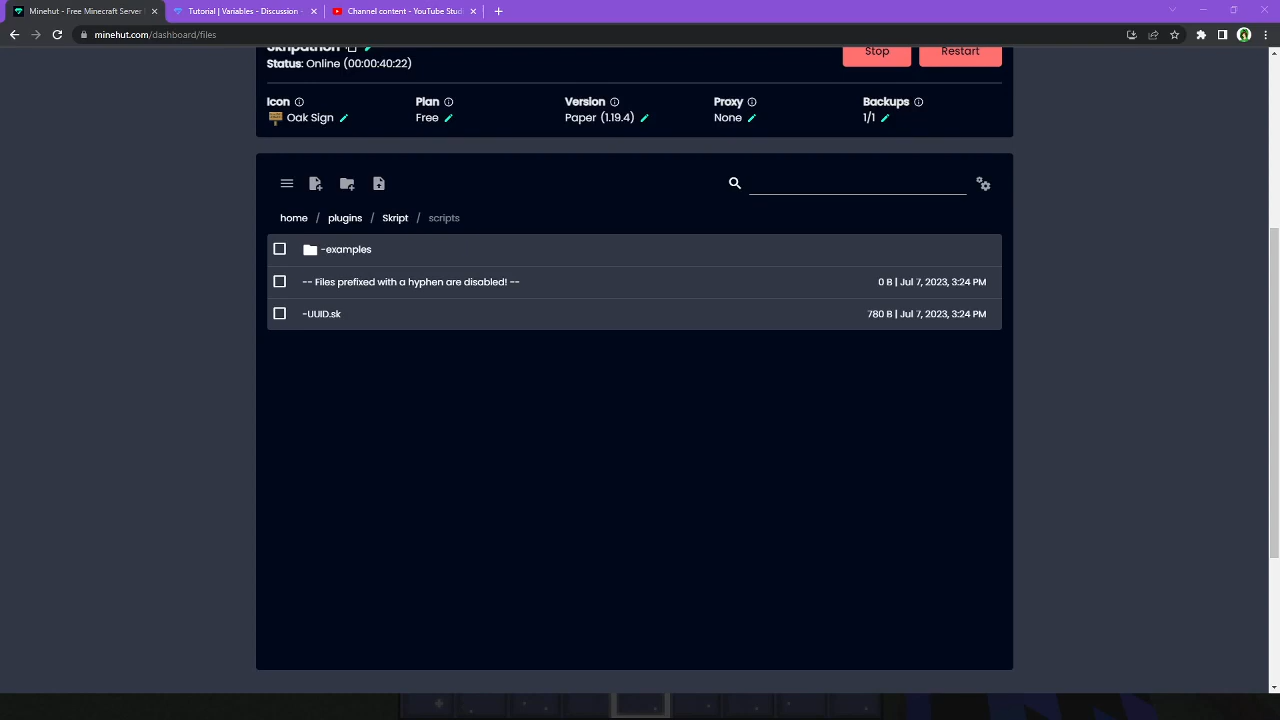 Minehut - Free Minecraft Server
Tutorial | Variables - Discussion -
Channel content - YouTube Stud
minehut.com/dashboard/files
Skripathon
Status: Online (00:00:40:22)
Stop
Restart
Icon
Plan
Version
Proxy
Backups
Oak Sign
Free
Paper (1.19.4)
None
1/1
home / plugins / Skript / scripts
-examples
-- Files prefixed with a hyphen are disabled! --
0 B | Jul 7, 2023, 3:24 PM
-UUID.sk
780 B | Jul 7, 2023, 3:24 PM